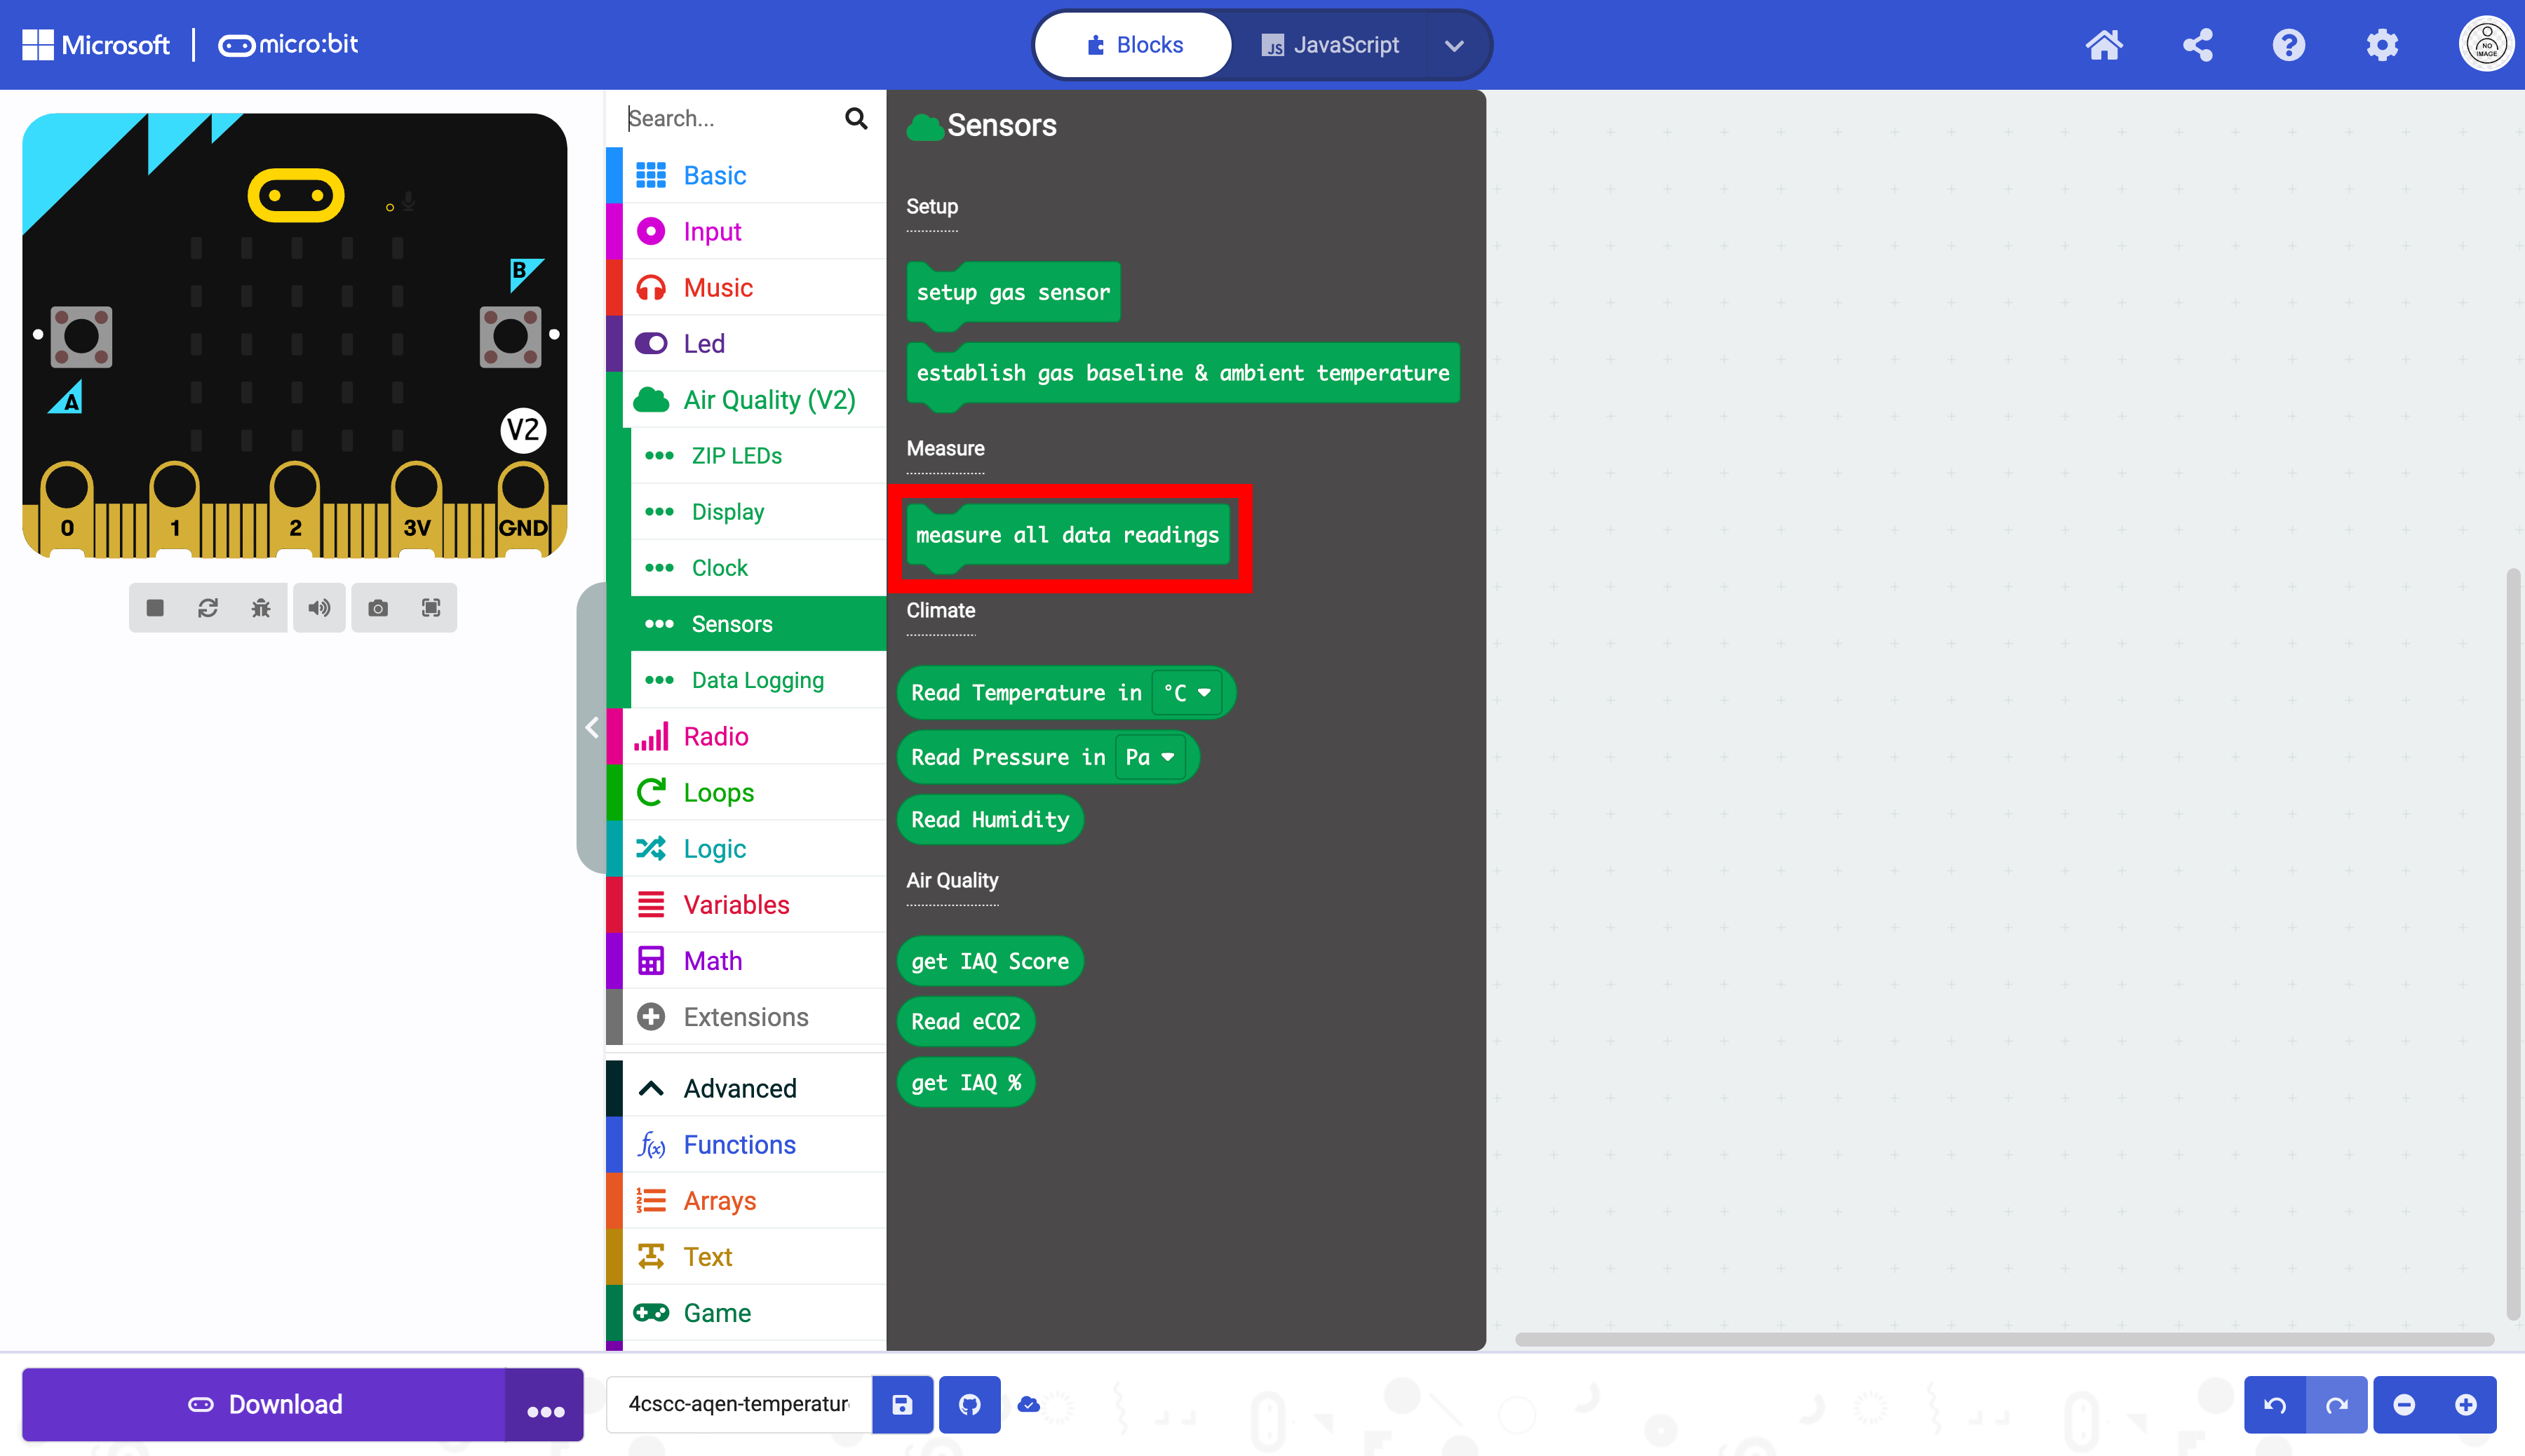 Microsoft | micro:bit
Blocks
JavaScript
NO
IMAGE
B
A
V2
0 1 2 3V GND
Search...
Basic
Input
Music
Led
Air Quality (V2)
ZIP LEDs
Display
Clock
Sensors
Data Logging
Radio
Loops
Logic
Variables
Math
Extensions
Advanced
Functions
Arrays
Text
Game
Sensors
Setup
setup gas sensor
establish gas baseline & ambient temperature
Measure
measure all data readings
Climate
Read Temperature in °C
Read Pressure in Pa
Read Humidity
Air Quality
get IAQ Score
Read eCO2
get IAQ %
Download
4cscc-aqen-temperatur